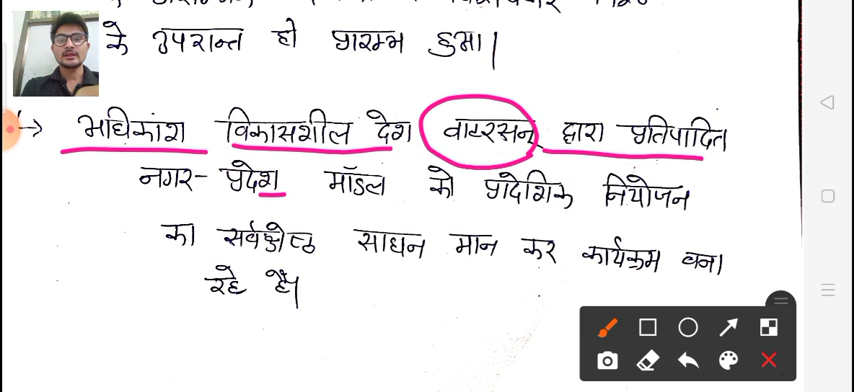 के उपरान्त ही प्रारम्भ हुआ।
→ अधिकांश विकासशील देश वाटरसन द्वारा प्रतिपादित
नगर-प्रदेश मॉडल को प्रादेशिक नियोजन
का सर्वश्रेष्ठ साधन मान कर कार्यक्रम बना
रहे हैं।